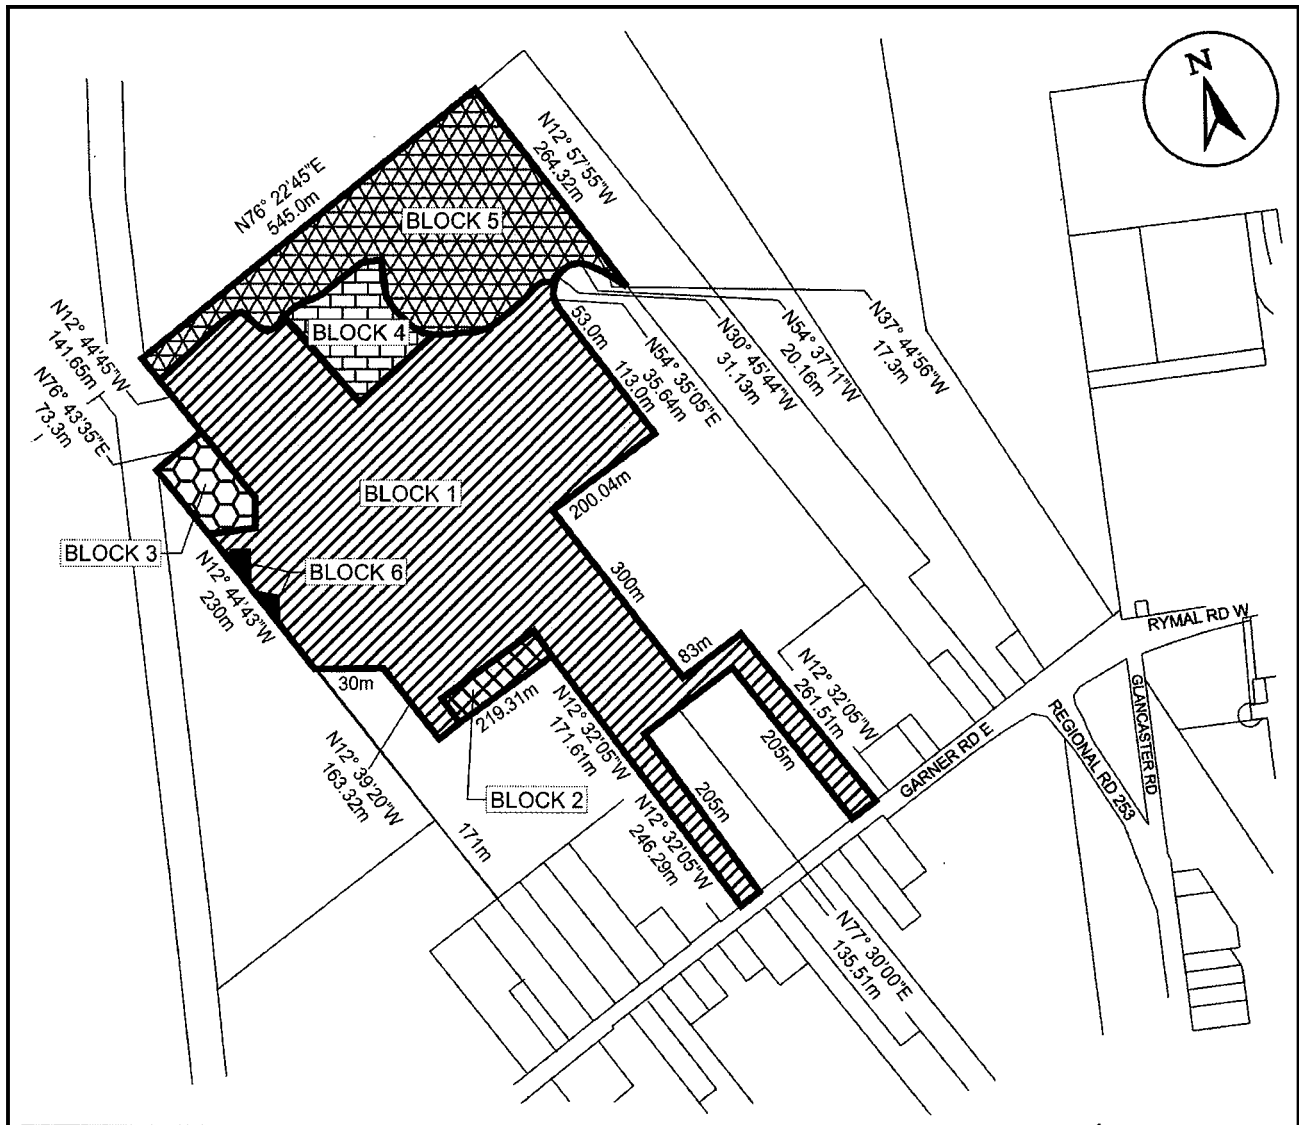 N
N12° 57'55"W
264.32m
N76° 22'45"E
545.0m
BLOCK 5
N12° 44'45"W
141.65m
BLOCK 4
53.0m
N54° 35'05"E
35.64m
113.0m
N30° 45'44"W
31.13m
N54° 37'11"W
20.16m
N37° 44'56"W
17.3m
N76° 43'35"E
73.3m
BLOCK 1
200.04m
BLOCK 3
N12° 44'43"W
230m
BLOCK 6
300m
RYMAL RD W
83m
30m
219.31m
N12° 32'05"W
171.61m
N12° 32'05"W
261.51m
GLANCASTER RD
REGIONAL RD 253
GARNER RD E
N12° 39'20"W
163.32m
205m
205m
BLOCK 2
171m
N12° 32'05"W
246.29m
N77° 30'00"E
135.51m